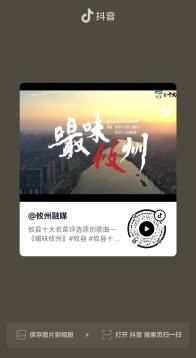 抖音
嘬味攸州
@攸州融媒
攸县十大名菜评选原创歌曲—
《嘬味攸州》#攸县 #攸县十...
保存图片到相册
打开 抖音 搜索页扫一扫